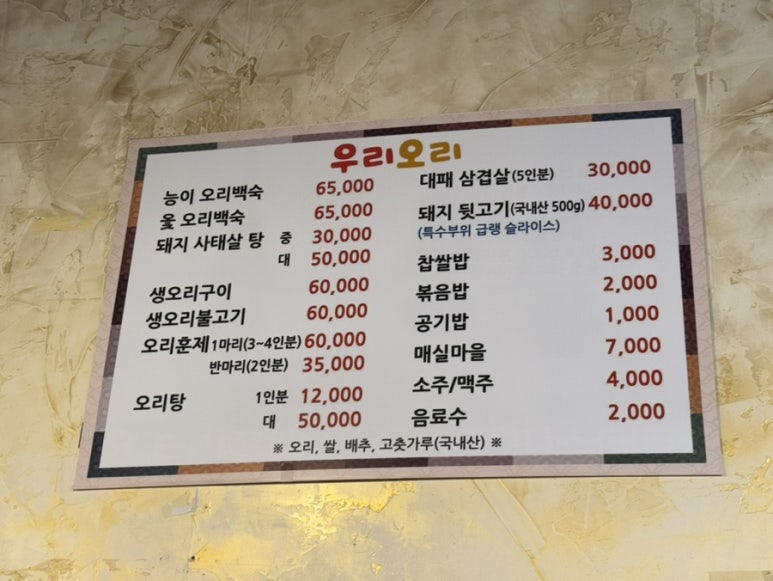 우리오리
능이 오리백숙 65,000
옻 오리백숙 65,000
돼지 사태살 탕 중 30,000
대 50,000
생오리구이 60,000
생오리불고기 60,000
오리훈제 1마리(3~4인분) 60,000
반마리(2인분) 35,000
오리탕 1인분 12,000
대 50,000
대패 삼겹살(5인분) 30,000
돼지 뒷고기(국내산 500g) 40,000
(특수부위 급랭 슬라이스)
찹쌀밥 3,000
볶음밥 2,000
공기밥 1,000
매실마을 7,000
소주/맥주 4,000
음료수 2,000
※ 오리, 쌀, 배추, 고춧가루(국내산) ※